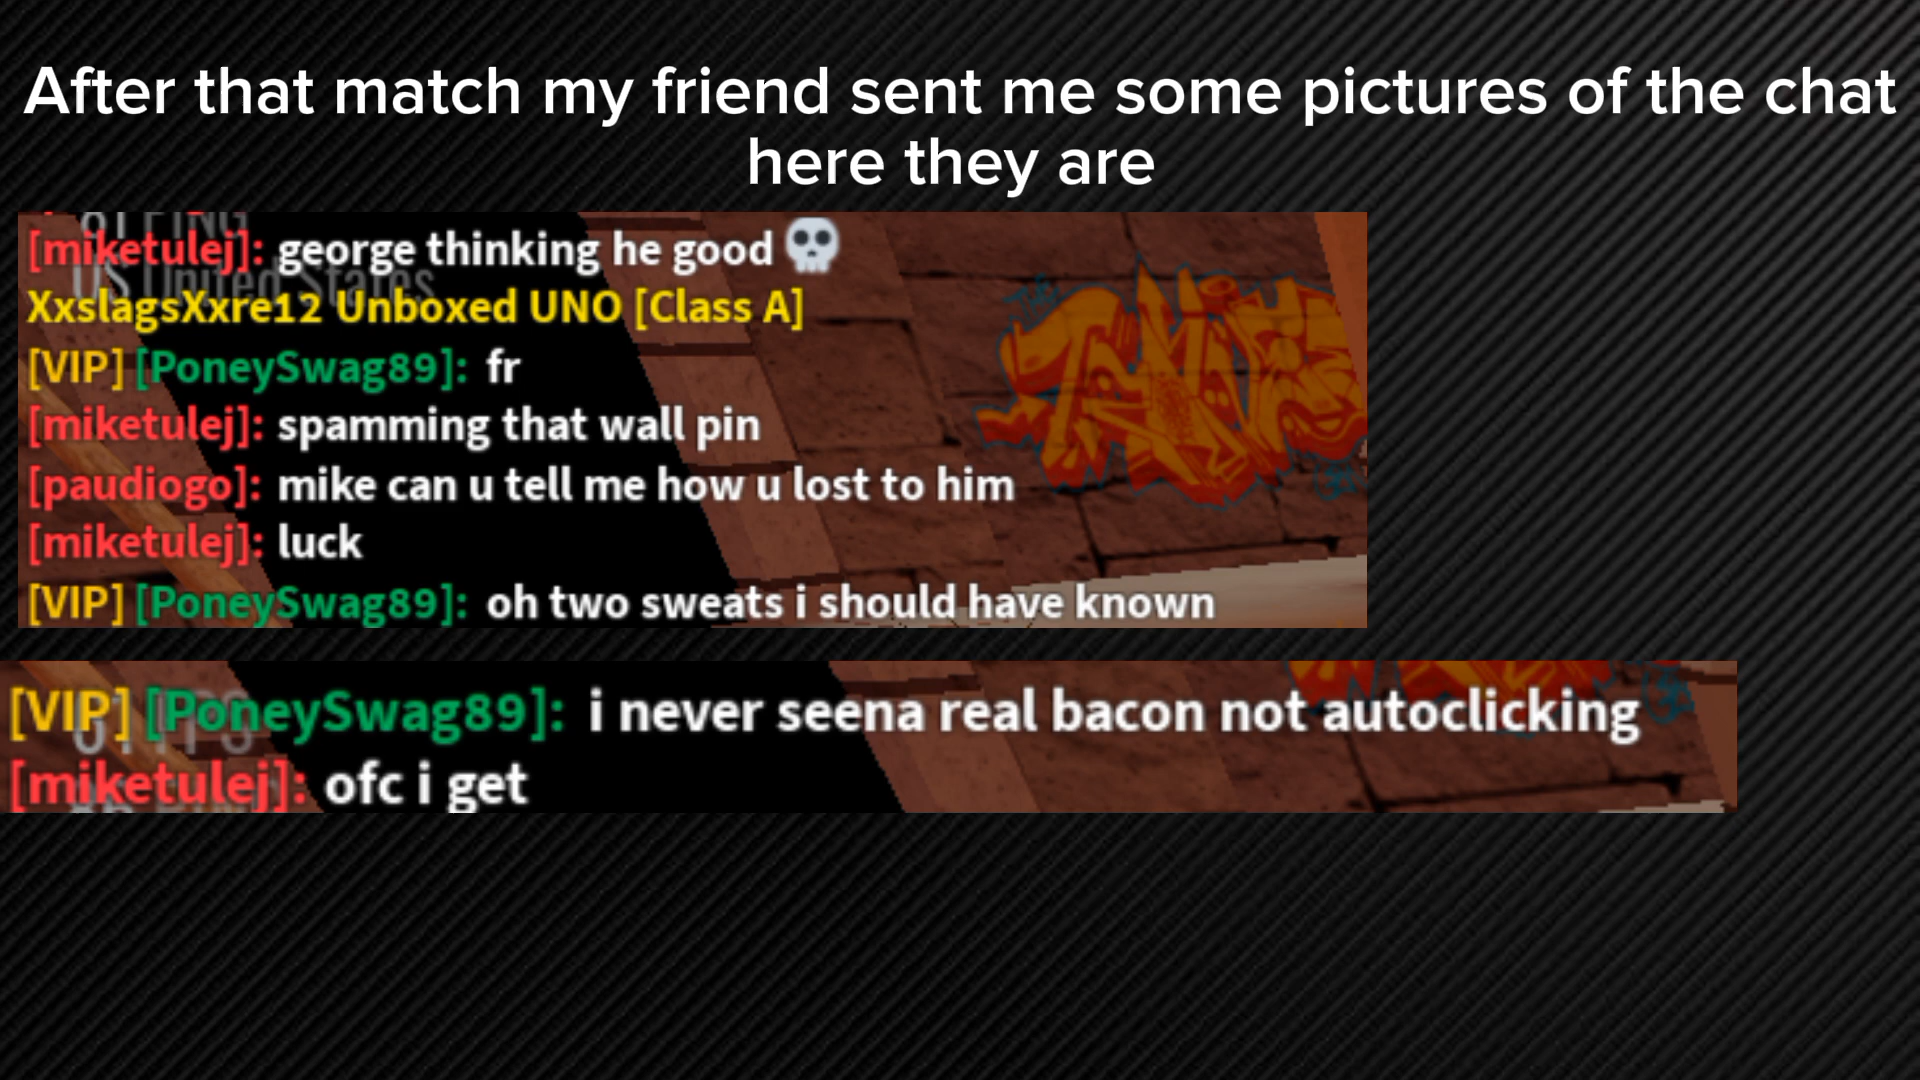 After that match my friend sent me some pictures of the chat
here they are
[miketulej]: george thinking he good 💀
US United States
XxslagsXxre12 Unboxed UNO [Class A]
[VIP] [PoneySwag89]: fr
[miketulej]: spamming that wall pin
[paudiogo]: mike can u tell me how u lost to him
[miketulej]: luck
[VIP] [PoneySwag89]: oh two sweats i should have known
[VIP] [PoneySwag89]: i never seena real bacon not autoclicking
[miketulej]: ofc i get